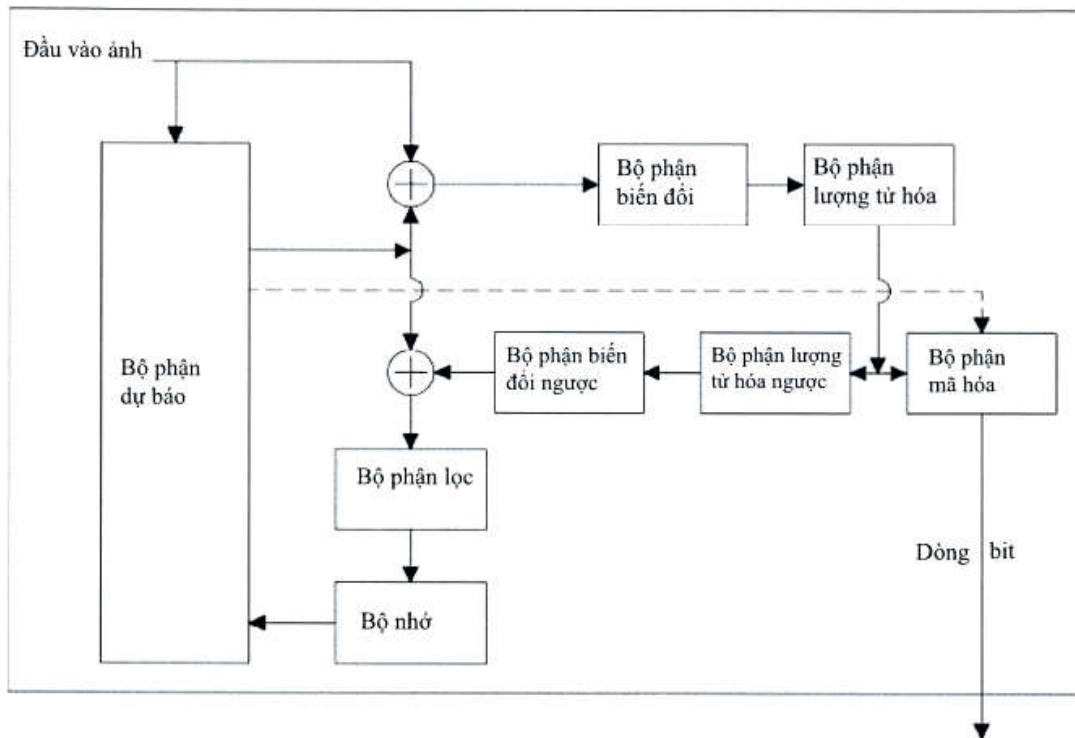 Đầu vào ảnh
Bộ phận
biến đổi
Bộ phận
lượng tử hóa
Bộ phận
dự báo
Bộ phận biến
đổi ngược
Bộ phận lượng
tử hóa ngược
Bộ phận
mã hóa
Bộ phận lọc
Dòng bit
Bộ nhớ